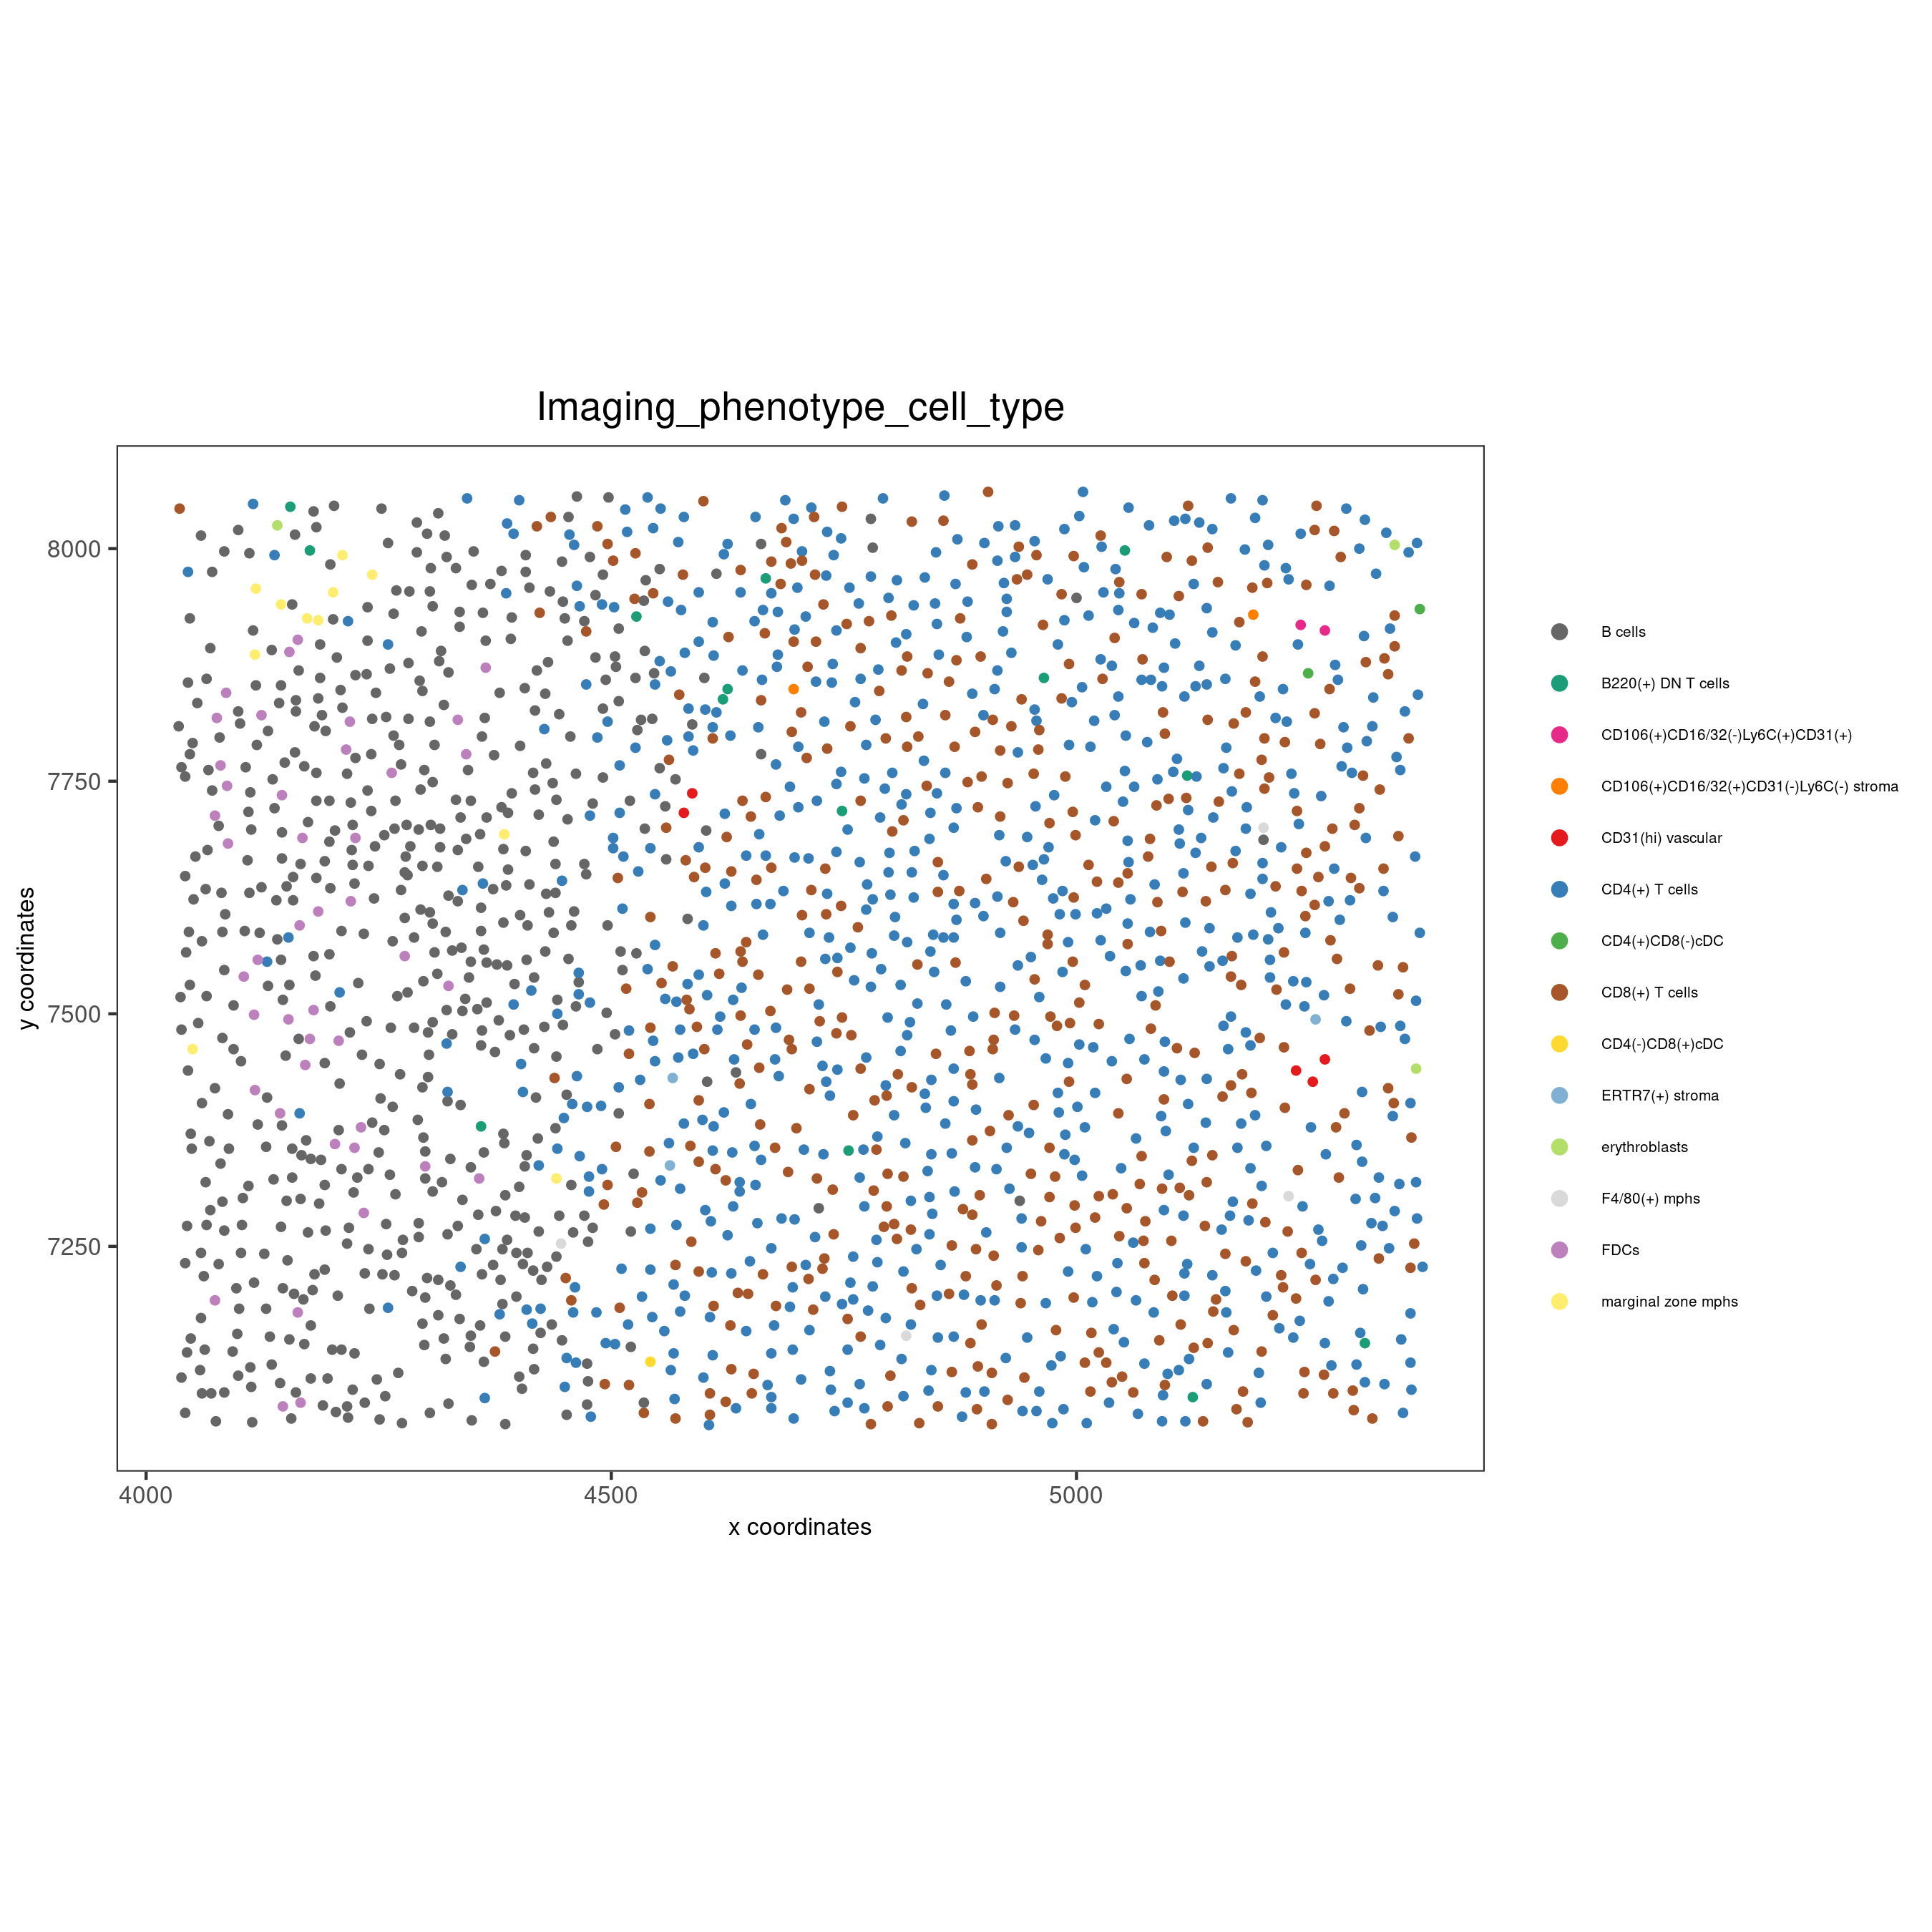 Imaging_phenotype_cell_type
8000
7750
7500
7250
y coordinates
4000
4500
5000
x coordinates
B cells
B220(+) DN T cells
CD106(+)CD16/32(-)Ly6C(+)CD31(+)
CD106(+)CD16/32(+)CD31(-)Ly6C(-) stroma
CD31(hi) vascular
CD4(+) T cells
CD4(+)CD8(-)cDC
CD8(+) T cells
CD4(-)CD8(+)cDC
ERTR7(+) stroma
erythroblasts
F4/80(+) mphs
FDCs
marginal zone mphs